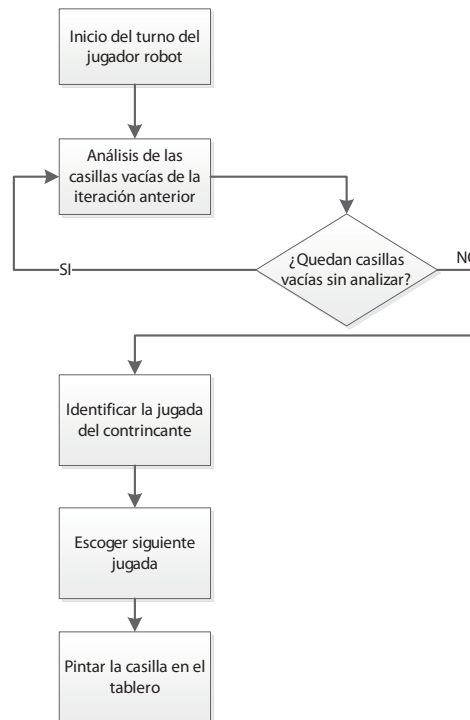 Inicio del turno del
jugador robot
Análisis de las
casillas vacías de la
iteración anterior
¿Quedan casillas
vacías sin analizar?
SI
NO
Identificar la jugada
del contrincante
Escoger siguiente
jugada
Pintar la casilla en el
tablero